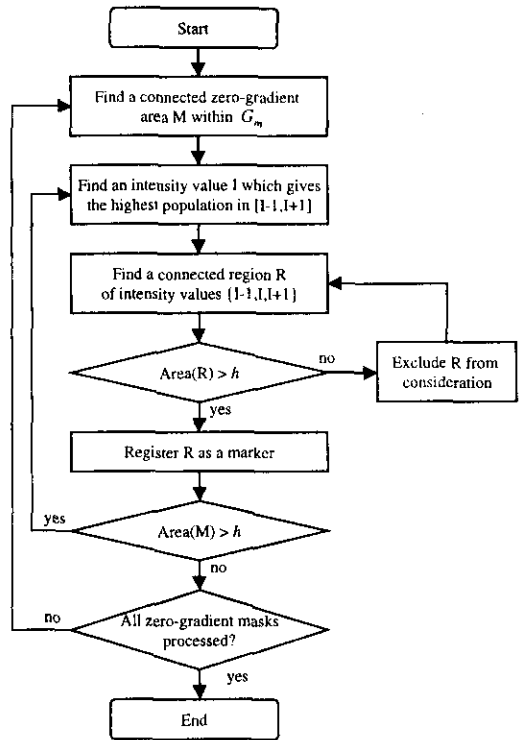 Start
Find a connected zero-gradient
area M within G_m
Find an intensity value I which gives
the highest population in [I-1,I+1]
Find a connected region R
of intensity values {I-1,I,I+1}
Area(R) > h
no
Exclude R from
consideration
yes
Register R as a marker
yes
Area(M) > h
no
no
All zero-gradient masks
processed?
yes
End